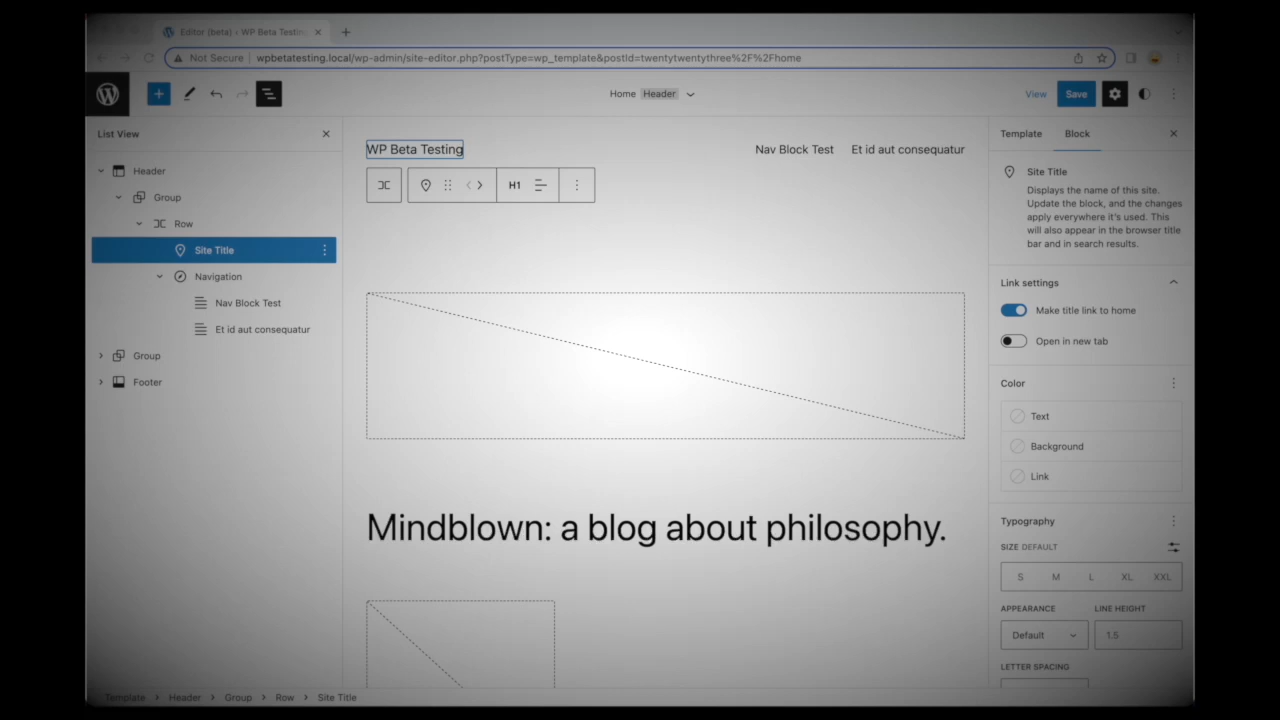 Editor (beta) ‹ WP Beta Testing
Not Secure wpbetatesting.local/wp-admin/site-editor.php?postType=wp_template&postId=twentytwentythree%2F%2Fhome
Home Header View Save
List View
Header
Group
Row
Site Title
Navigation
Nav Block Test
Et id aut consequatur
Group
Footer
WP Beta Testing Nav Block Test Et id aut consequatur
H1
Mindblown: a blog about philosophy.
Template Block
Site Title
Displays the name of this site.
Update the block, and the changes
apply everywhere it's used. This
will also appear in the browser title
bar and in search results.
Link settings
Make title link to home
Open in new tab
Color
Text
Background
Link
Typography
SIZE DEFAULT
S M L XL XXL
APPEARANCE LINE HEIGHT
Default 1.5
LETTER SPACING
Template > Header > Group > Row > Site Title